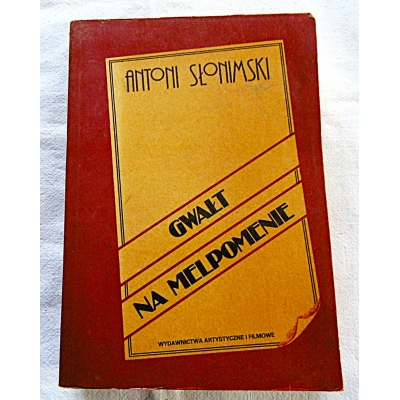 ANTONI SŁONIMSKI
GWAŁT
NA MELPOMENIE
WYDAWNICTWA ARTYSTYCZNE I FILMOWE